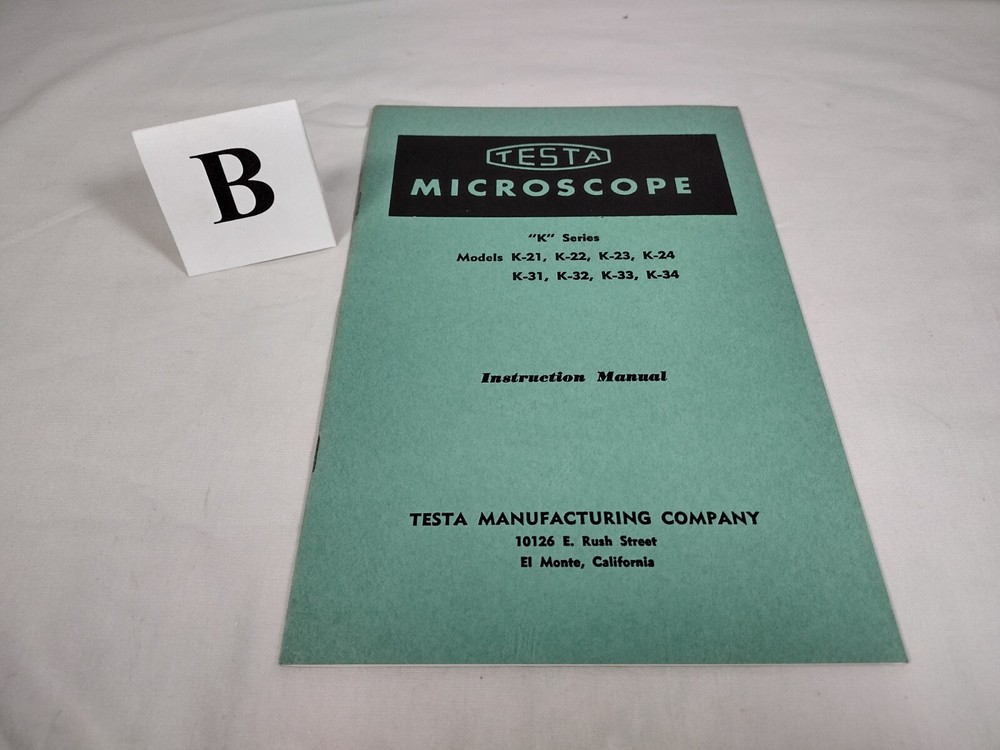 B
TESTA
MICROSCOPE
"K" Series
Models K-21, K-22, K-23, K-24
K-31, K-32, K-33, K-34
Instruction Manual
TESTA MANUFACTURING COMPANY
10126 E. Rush Street
El Monte, California